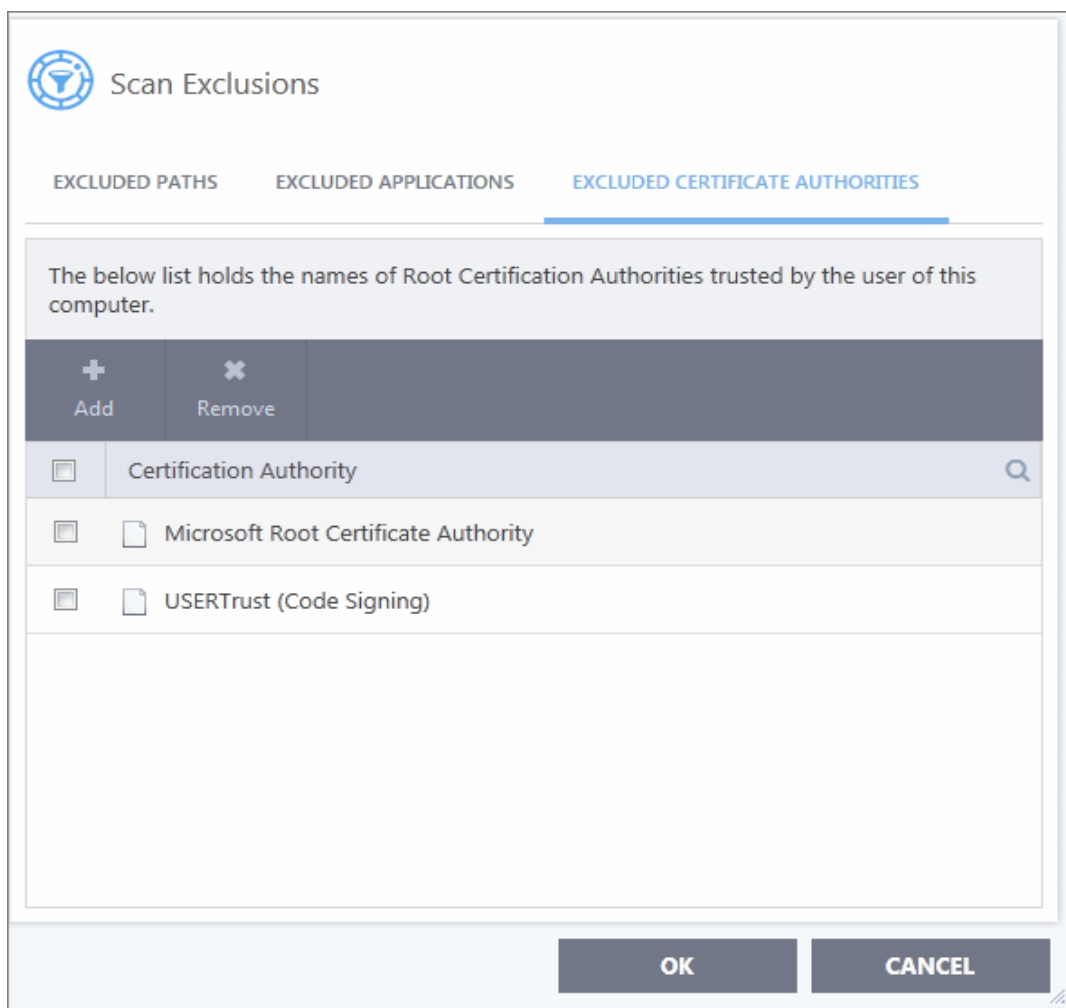 Scan Exclusions
EXCLUDED PATHS EXCLUDED APPLICATIONS EXCLUDED CERTIFICATE AUTHORITIES
The below list holds the names of Root Certification Authorities trusted by the user of this
computer.
Add Remove
Certification Authority
Microsoft Root Certificate Authority
USERTrust (Code Signing)
OK CANCEL